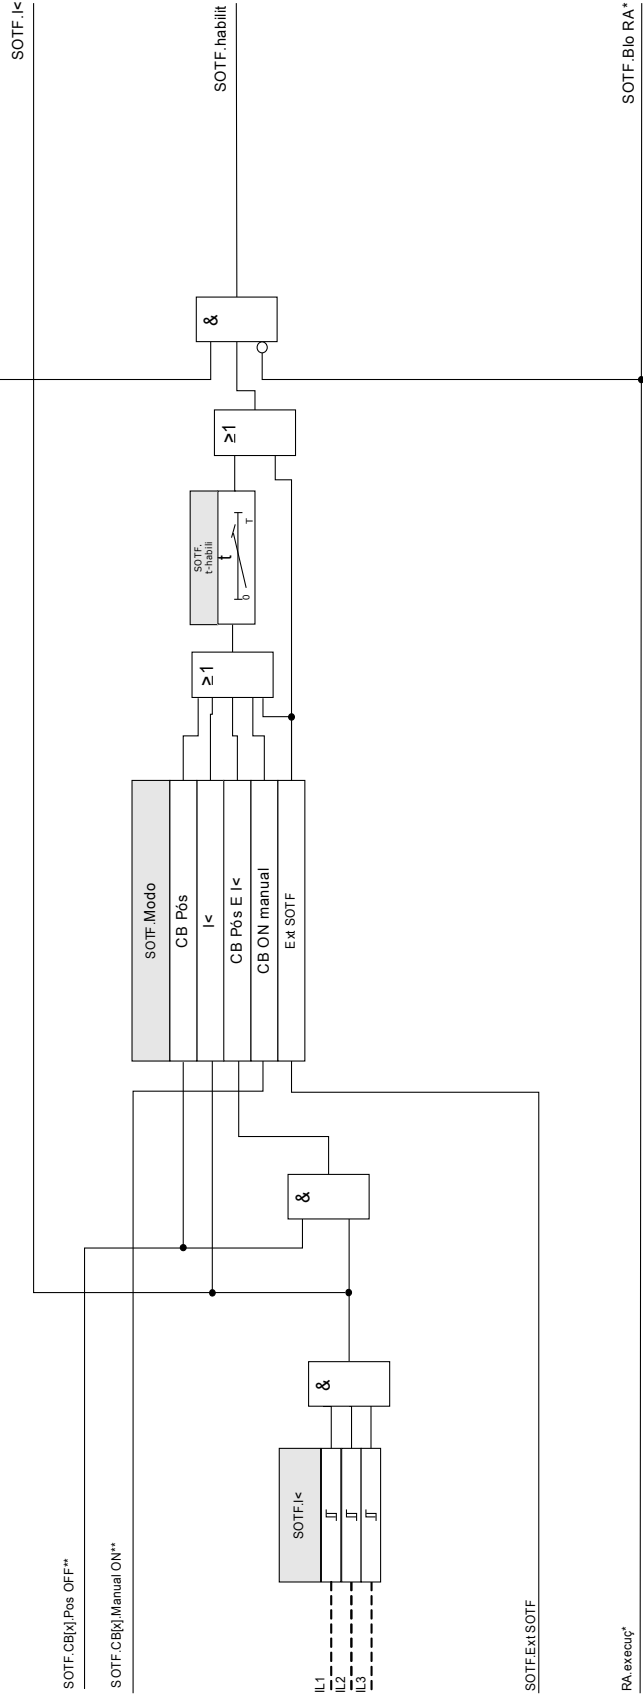 SOTF.I<
SOTF.habilit
SOTF.Blo RA*
&
≥1
SOTF.
t-habili
t
0
T
≥1
SOTF.Modo
CB Pós
I<
CB Pós E I<
CB ON manual
Ext SOTF
&
&
SOTF.I<
IL1
IL2
IL3
SOTF.CB[x].Pos OFF**
SOTF.CB[x].Manual ON**
SOTF.Ext SOTF
RA.execuç*